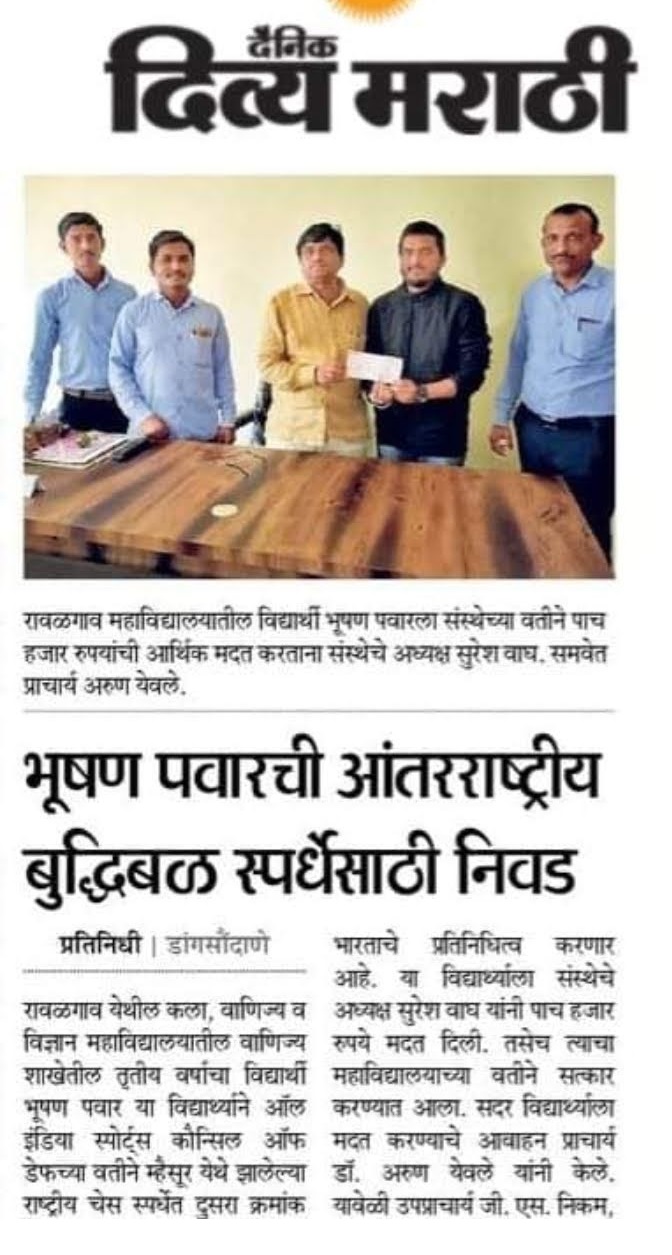 दैनिक
दिव्य मराठी
रावळगाव महाविद्यालयातील विद्यार्थी भूषण पवारला संस्थेच्या वतीने पाच
हजार रुपयांची आर्थिक मदत करताना संस्थेचे अध्यक्ष सुरेश वाघ. समवेत
प्राचार्य अरुण येवले.
भूषण पवारची आंतरराष्ट्रीय
बुद्धिबळ स्पर्धेसाठी निवड
प्रतिनिधी | डांगसौंदाणे
रावळगाव येथील कला, वाणिज्य व
विज्ञान महाविद्यालयातील वाणिज्य
शाखेतील तृतीय वर्षाचा विद्यार्थी
भूषण पवार या विद्यार्थ्याने ऑल
इंडिया स्पोर्ट्स कौन्सिल ऑफ
डेफच्या वतीने म्हैसूर येथे झालेल्या
राष्ट्रीय चेस स्पर्धेत दुसरा क्रमांक
भारताचे प्रतिनिधित्व करणार
आहे. या विद्यार्थ्याला संस्थेचे
अध्यक्ष सुरेश वाघ यांनी पाच हजार
रुपये मदत दिली. तसेच त्याचा
महाविद्यालयाच्या वतीने सत्कार
करण्यात आला. सदर विद्यार्थ्याला
मदत करण्याचे आवाहन प्राचार्य
डॉ. अरुण येवले यांनी केले.
यावेळी उपप्राचार्य जी. एस. निकम,